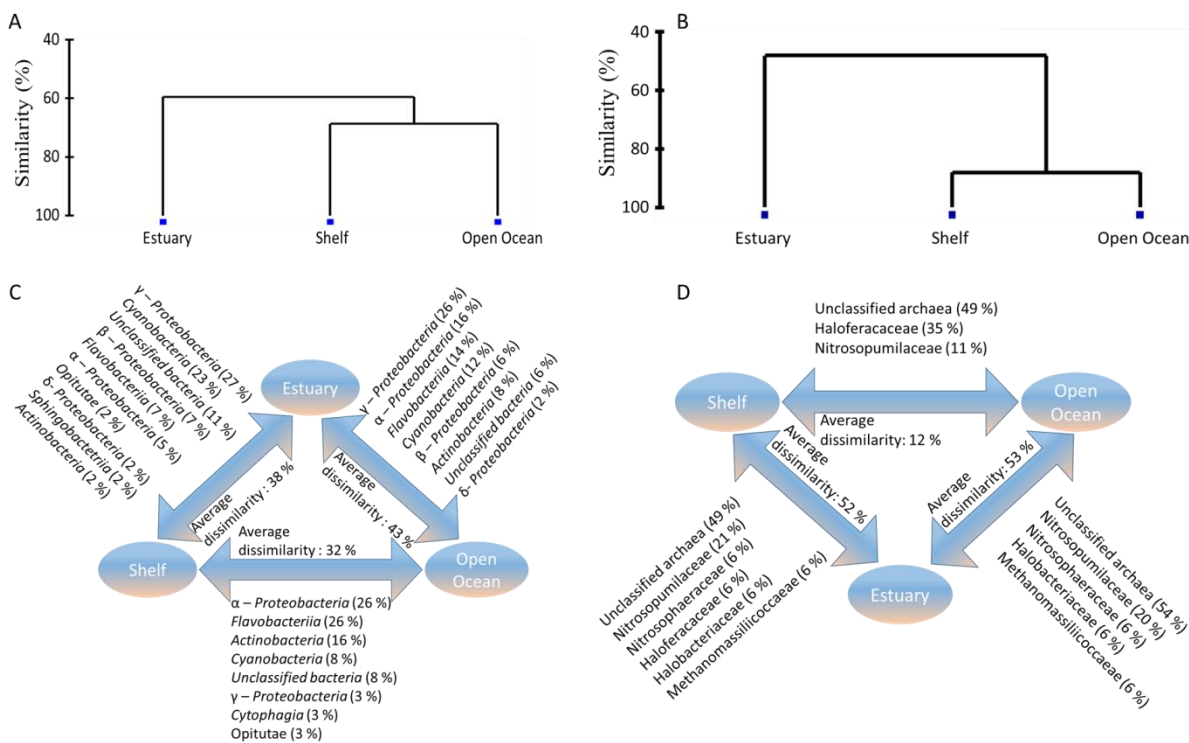 A
Similarity (%)
40
60
80
100
Estuary
Shelf
Open Ocean
B
Similarity (%)
40
60
80
100
Estuary
Shelf
Open Ocean
C
γ – Proteobacteria (27 %)
Cyanobacteria (23 %)
Unclassified bacteria (11 %)
β – Proteobacteria (7 %)
Flavobacteriia (7 %)
α – Proteobacteria (5 %)
Opitutae (2 %)
δ- Proteobacteria (2 %)
Sphingobactetriia (2 %)
Actinobacteria (2 %)
Estuary
γ – Proteobacteria (26 %)
α – Proteobacteria (16 %)
Flavobacteriia (14 %)
Cyanobacteria (12 %)
β – Proteobacteria (6 %)
Actinobacteria (8 %)
Unclassified bacteria (6 %)
δ- Proteobacteria (2 %)
Average
dissimilarity: 38 %
Average
dissimilarity: 43 %
Shelf
Average
dissimilarity : 32 %
Open
Ocean
α – Proteobacteria (26 %)
Flavobacteriia (26 %)
Actinobacteria (16 %)
Cyanobacteria (8 %)
Unclassified bacteria (8 %)
γ – Proteobacteria (3 %)
Cytophagia (3 %)
Opitutae (3 %)
D
Unclassified archaea (49 %)
Haloferacaceae (35 %)
Nitrosopumilaceae (11 %)
Shelf
Average
dissimilarity: 12 %
Open
Ocean
Average
dissimilarity: 52 %
Average
dissimilarity: 53 %
Unclassified archaea (49 %)
Nitrosopumilaceae (21 %)
Nitrosphaeraceae (6 %)
Haloferacaceae (6 %)
Halobacteriaceae (6 %)
Methanomassiliicoccaceae (6 %)
Estuary
Unclassified archaea (54 %)
Nitrosopumilaceae (20 %)
Nitrosphaeraceae (6 %)
Halobacteriaceae (6 %)
Methanomassiliicoccaeae (6 %)